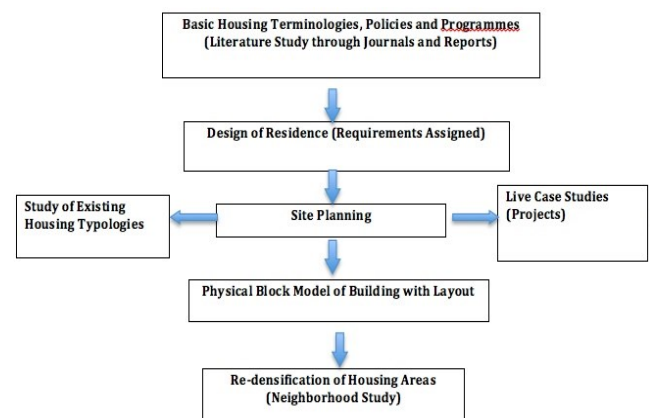 Basic Housing Terminologies, Policies and Programmes
(Literature Study through Journals and Reports)
Design of Residence (Requirements Assigned)
Study of Existing
Housing Typologies
Site Planning
Live Case Studies
(Projects)
Physical Block Model of Building with Layout
Re-densification of Housing Areas
(Neighborhood Study)